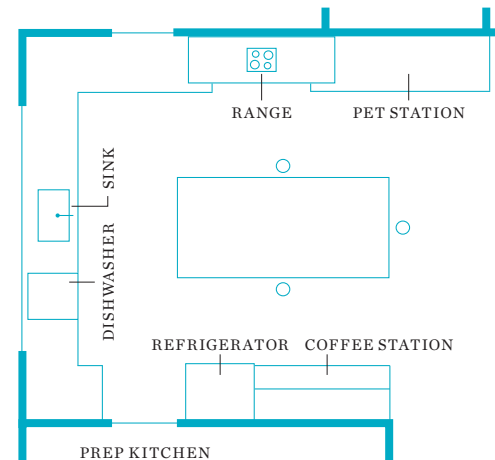 RANGE
PET STATION
SINK
DISHWASHER
REFRIGERATOR
COFFEE STATION
PREP KITCHEN